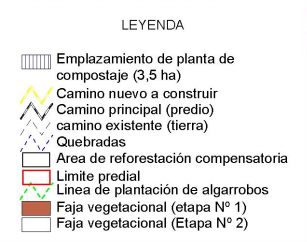 LEYENDA
Emplazamiento de planta de
compostaje (3,5 ha)
Camino nuevo a construir
Camino principal (predio)
camino existente (tierra)
Quebradas
Area de reforestación compensatoria
Limite predial
Linea de plantación de algarrobos
Faja vegetacional (etapa Nº 1)
Faja vegetacional (Etapa Nº 2)